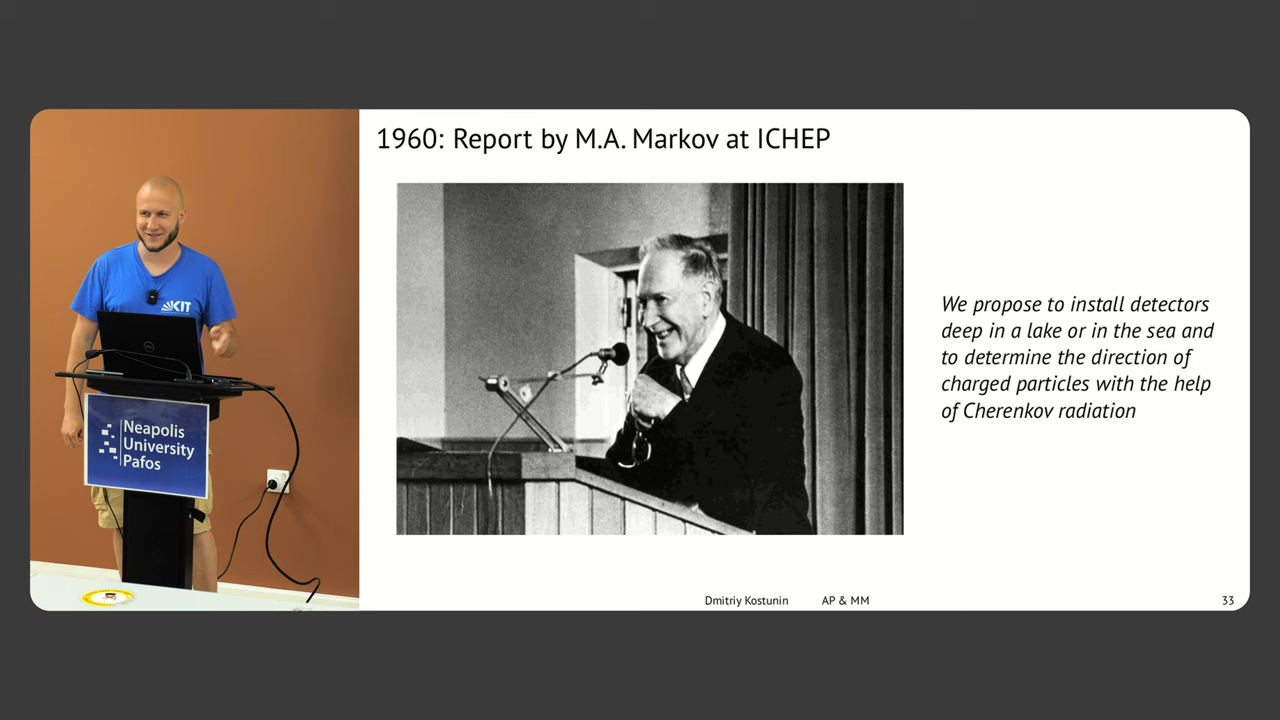 1960: Report by M.A. Markov at ICHEP
KIT
DELL
Neapolis
University
Pafos
We propose to install detectors
deep in a lake or in the sea and
to determine the direction of
charged particles with the help
of Cherenkov radiation
Dmitriy Kostunin AP & MM 33